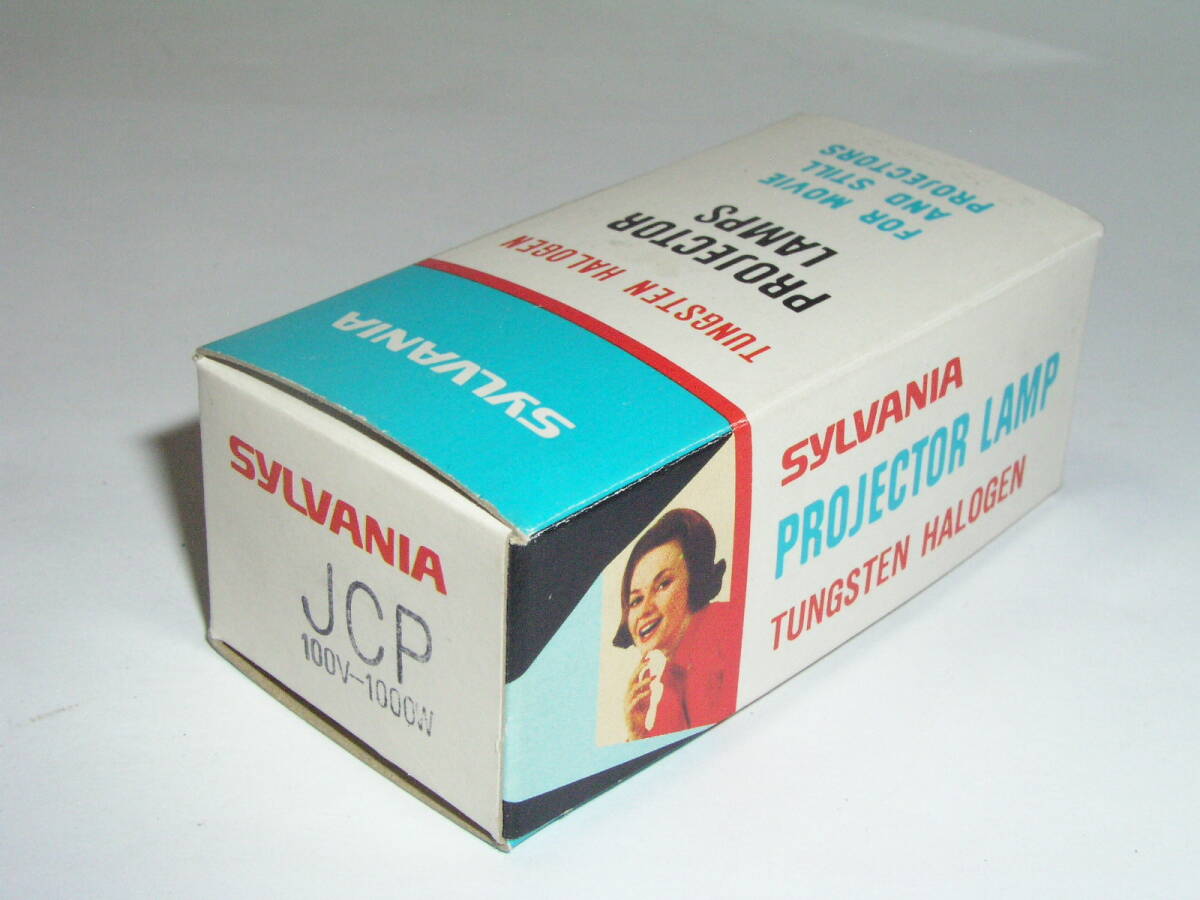 SYLVANIA
TUNGSTEN HALOGEN
PROJECTOR
LAMPS
FOR MOVIE
AND STILL
PROJECTORS
SYLVANIA
JCP
100V-1000W
SYLVANIA
PROJECTOR LAMP
TUNGSTEN HALOGEN